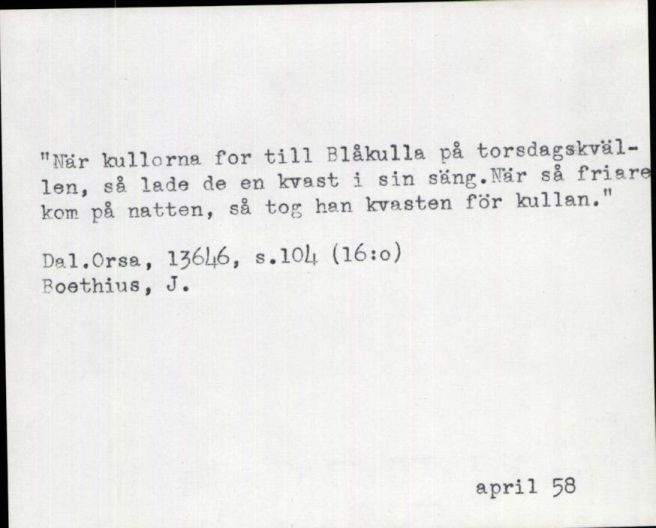 "När kullorna for till Blåkulla på torsdagskväl-
len, så lade de en kvast i sin säng.När så friare
kom på natten, så tog han kvasten för kullan."
Dal.Orsa, 13646, s.104 (16:o)
Boethius, J.
april 58